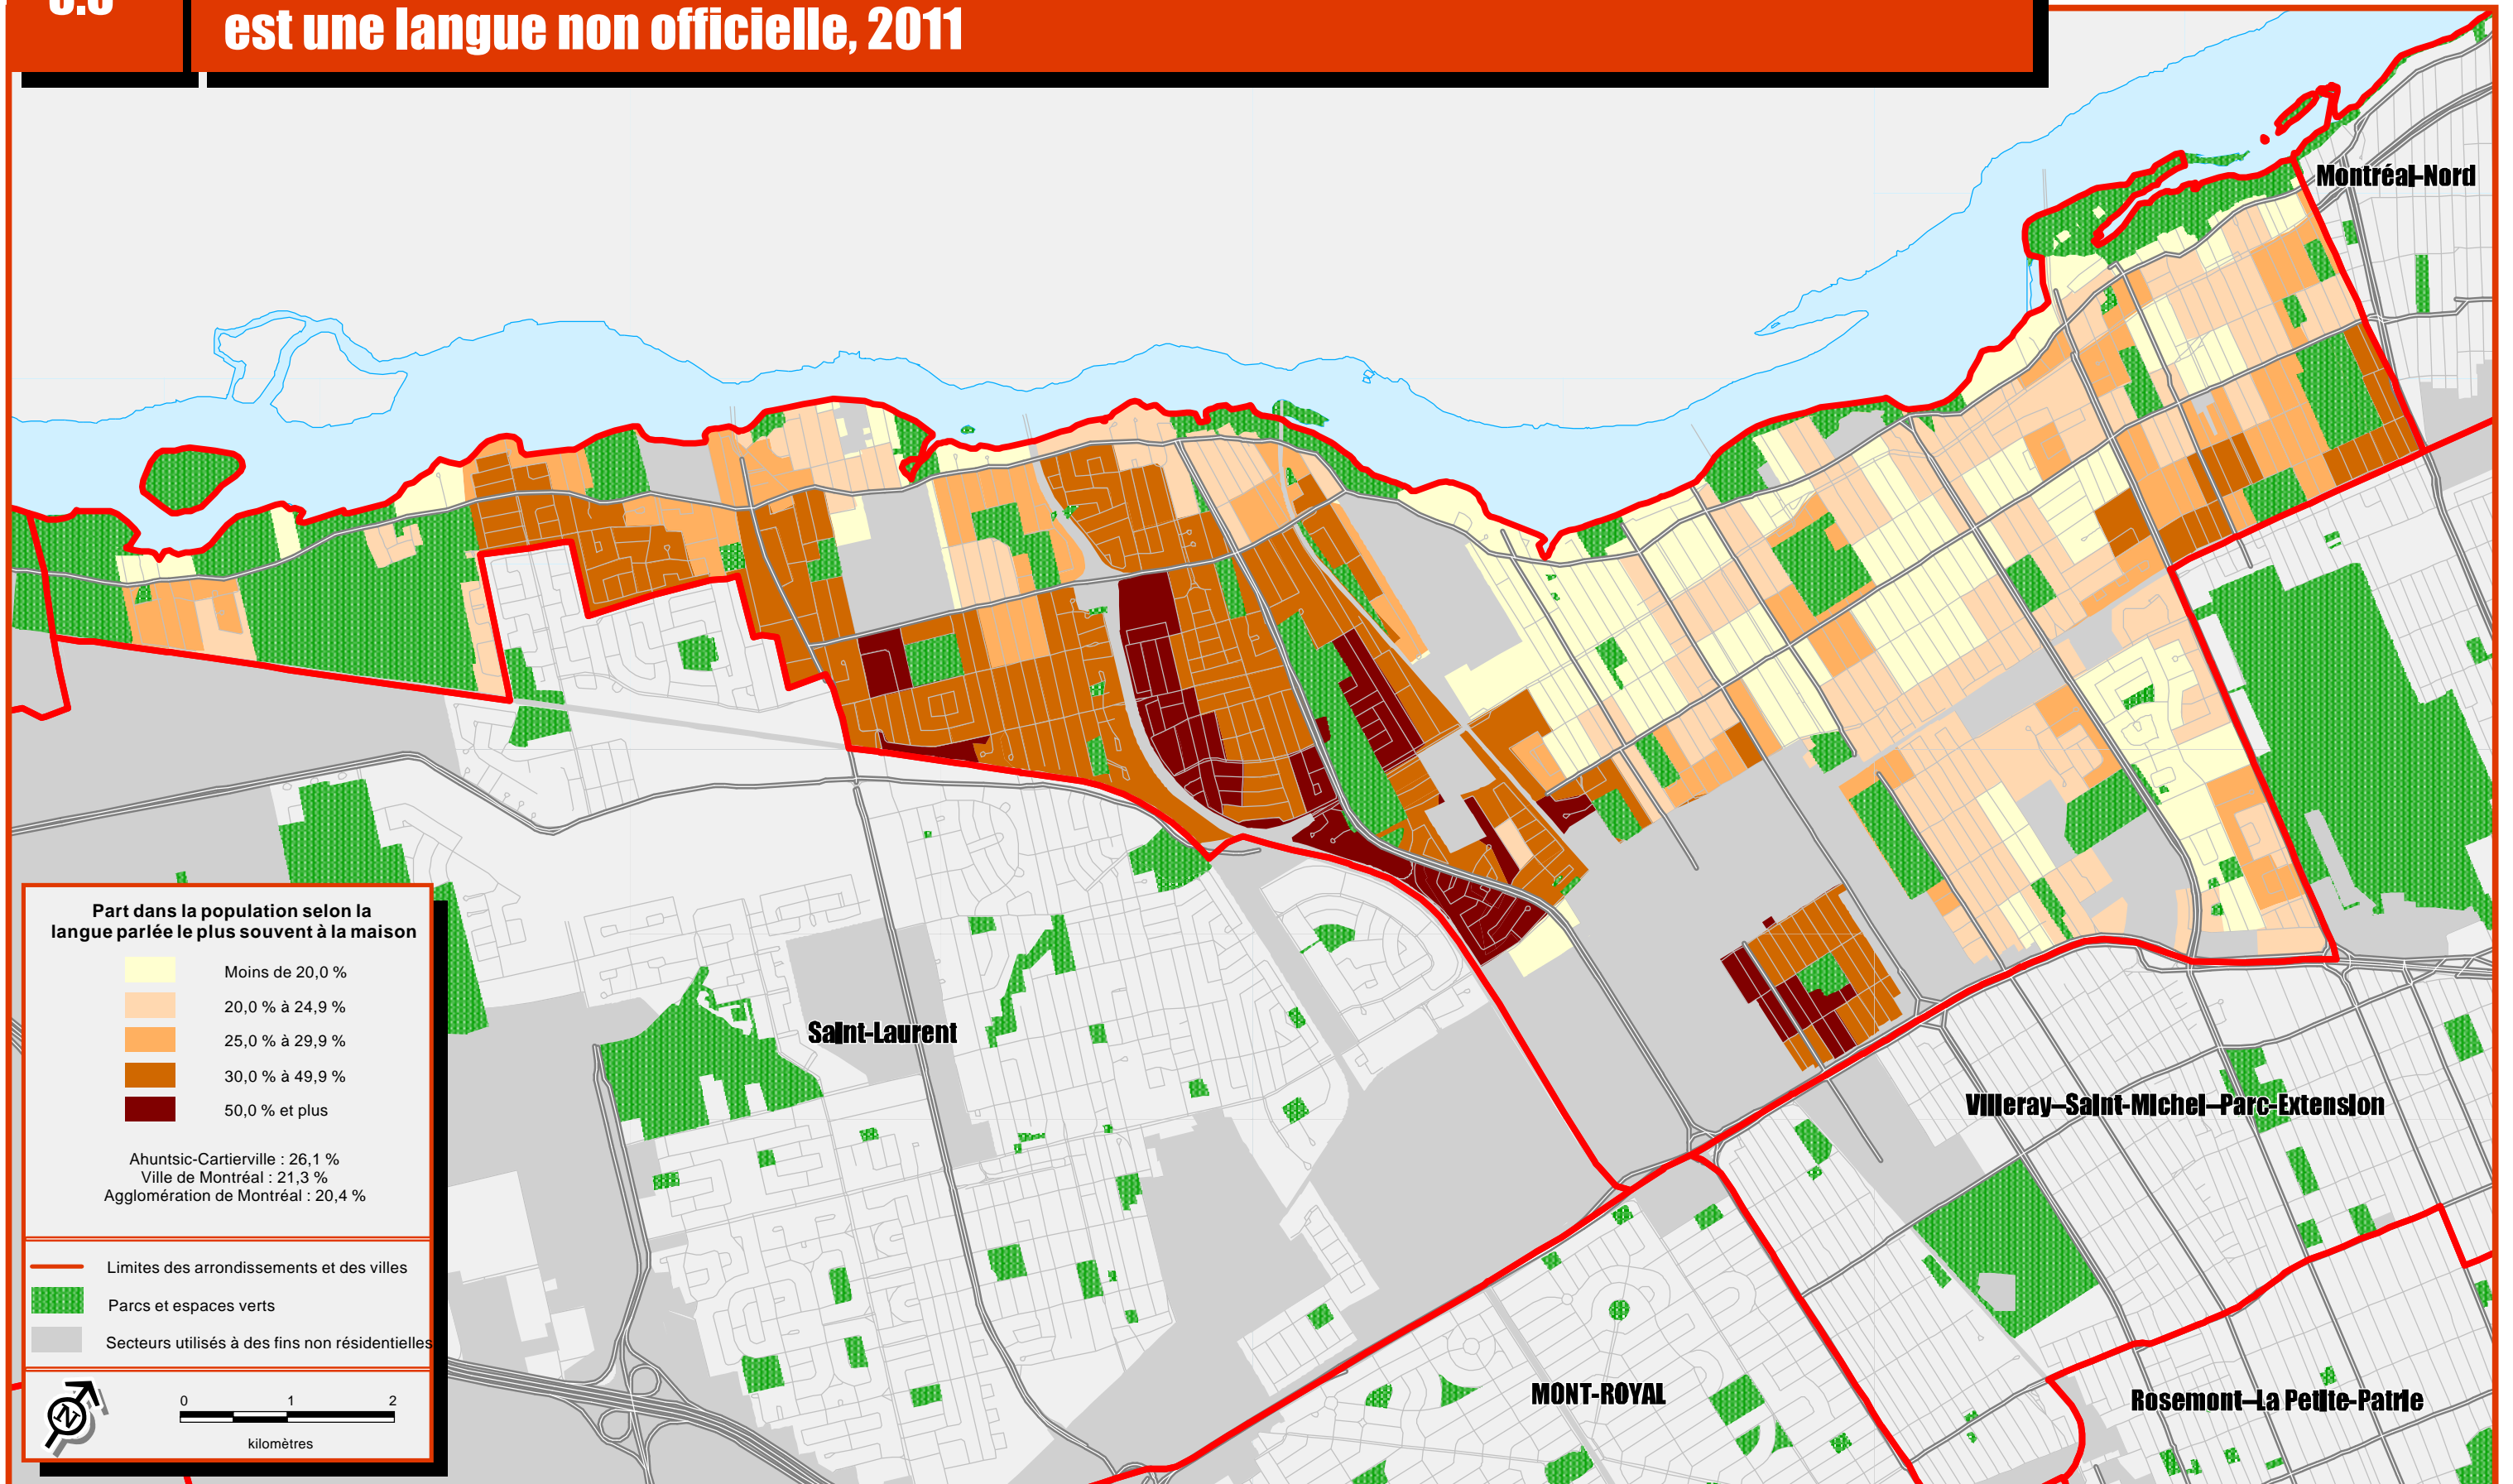 est une langue non officielle, 2011
Montréal-Nord
Part dans la population selon la
langue parlée le plus souvent à la maison
Moins de 20,0 %
20,0 % à 24,9 %
25,0 % à 29,9 %
30,0 % à 49,9 %
50,0 % et plus
Ahuntsic-Cartierville : 26,1 %
Ville de Montréal : 21,3 %
Agglomération de Montréal : 20,4 %
Limites des arrondissements et des villes
Parcs et espaces verts
Secteurs utilisés à des fins non résidentielles
N
0 1 2
kilomètres
Saint-Laurent
Villeray–Saint-Michel–Parc-Extension
MONT-ROYAL
Rosemont–La Petite-Patrie